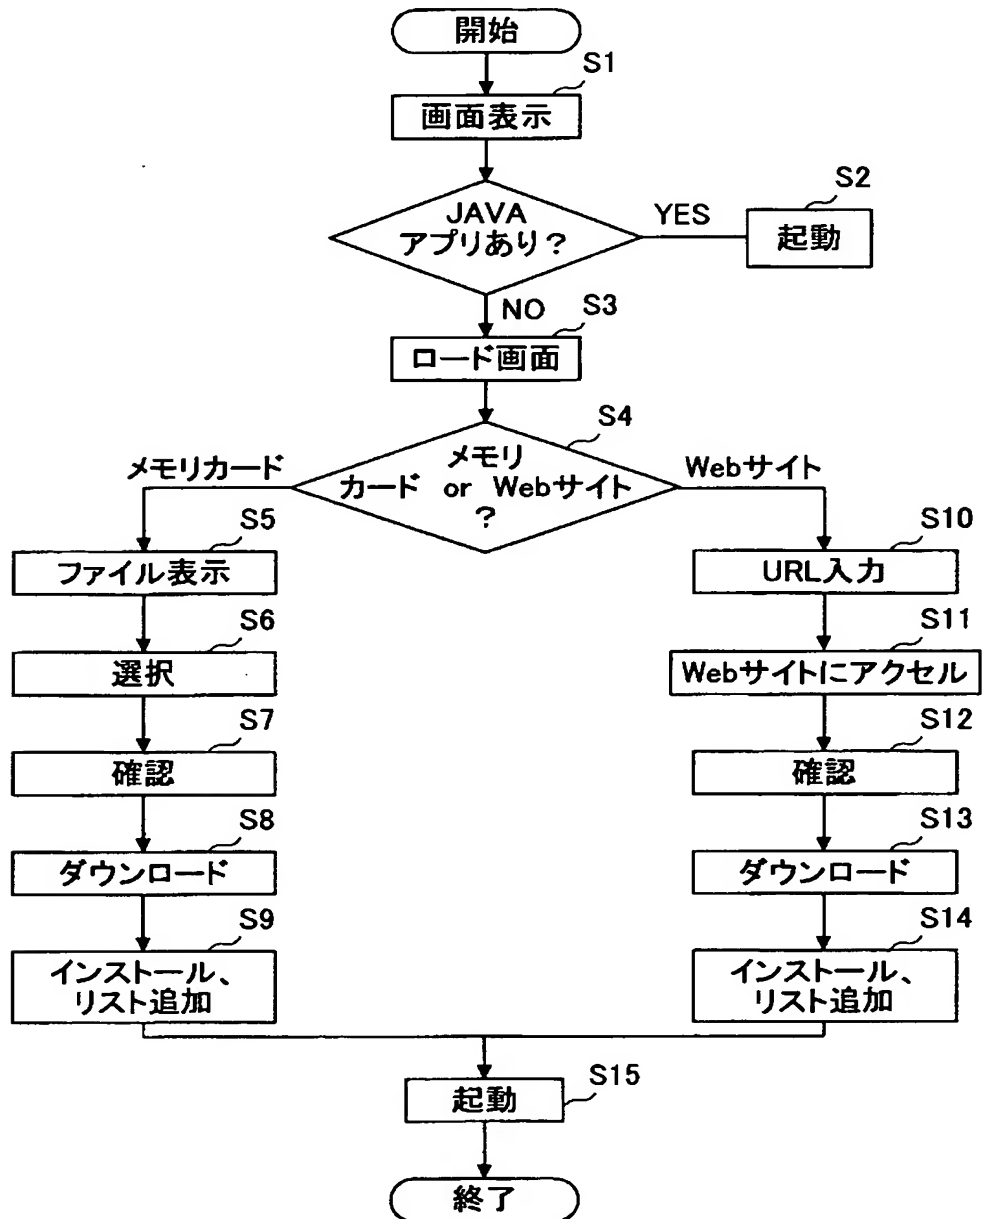 開始
S1
画面表示
JAVA
アプリあり？
YES
S2
起動
NO
S3
ロード画面
S4
メモリ
カード or Webサイト
？
メモリカード
Webサイト
S5
ファイル表示
S6
選択
S7
確認
S8
ダウンロード
S9
インストール、
リスト追加
S10
URL入力
S11
Webサイトにアクセル
S12
確認
S13
ダウンロード
S14
インストール、
リスト追加
S15
起動
終了